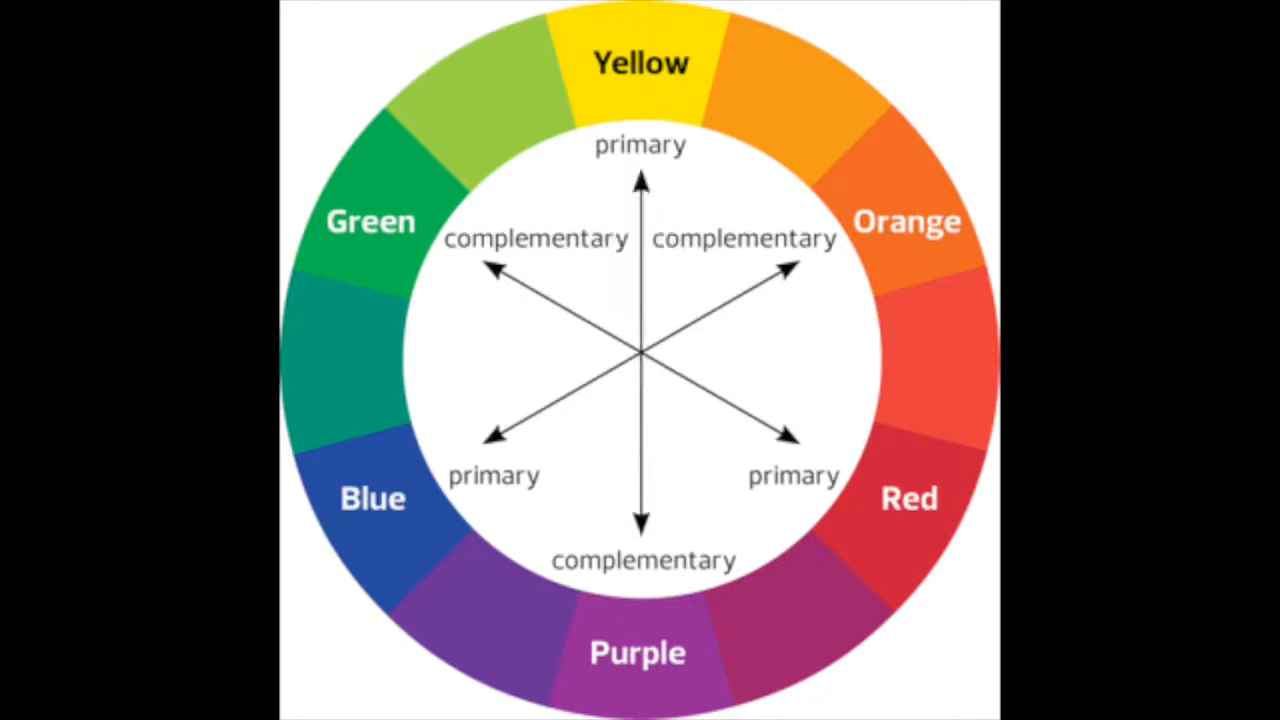 Yellow
primary
Green
Orange
complementary
complementary
primary
primary
Blue
Red
complementary
Purple